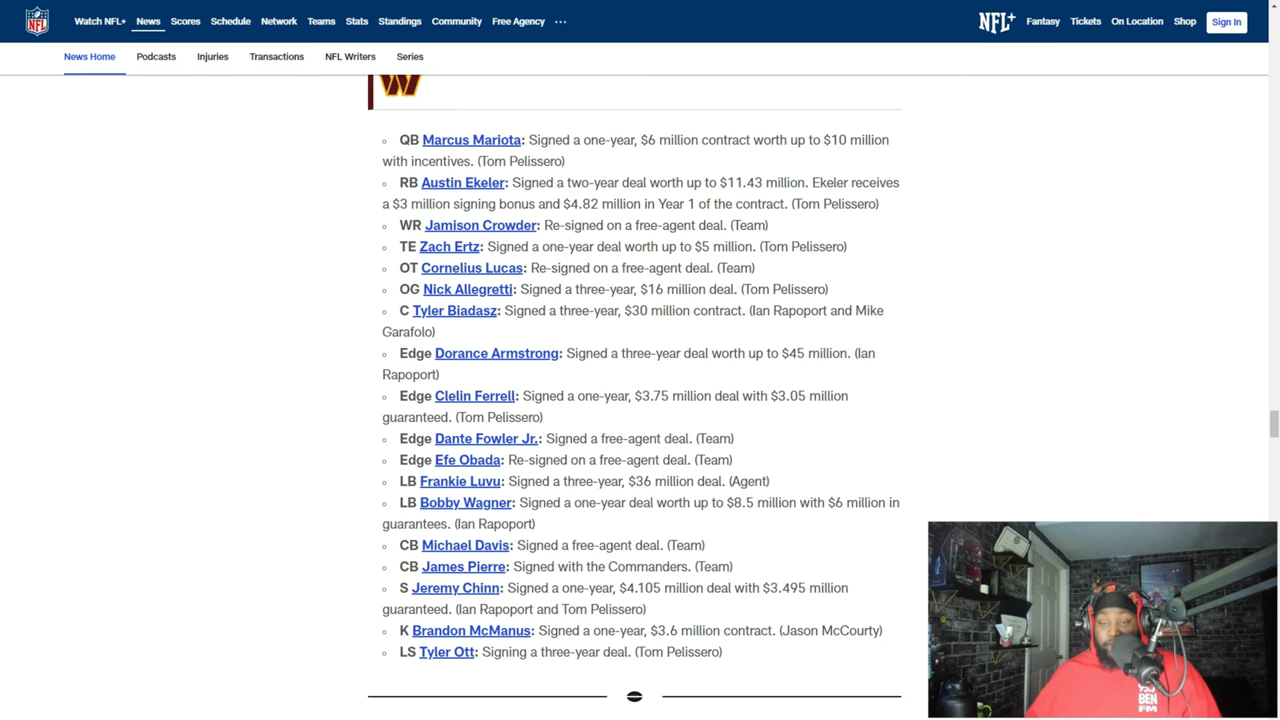 NFL
Watch NFL+ News Scores Schedule Network Teams Stats Standings Community Free Agency ...
NFL+ Fantasy Tickets On Location Shop Sign In
News Home Podcasts Injuries Transactions NFL Writers Series
W
QB Marcus Mariota: Signed a one-year, $6 million contract worth up to $10 million
with incentives. (Tom Pelissero)
RB Austin Ekeler: Signed a two-year deal worth up to $11.43 million. Ekeler receives
a $3 million signing bonus and $4.82 million in Year 1 of the contract. (Tom Pelissero)
WR Jamison Crowder: Re-signed on a free-agent deal. (Team)
TE Zach Ertz: Signed a one-year deal worth up to $5 million. (Tom Pelissero)
OT Cornelius Lucas: Re-signed on a free-agent deal. (Team)
OG Nick Allegretti: Signed a three-year, $16 million deal. (Tom Pelissero)
C Tyler Biadasz: Signed a three-year, $30 million contract. (Ian Rapoport and Mike
Garafolo)
Edge Dorance Armstrong: Signed a three-year deal worth up to $45 million. (Ian
Rapoport)
Edge Clelin Ferrell: Signed a one-year, $3.75 million deal with $3.05 million
guaranteed. (Tom Pelissero)
Edge Dante Fowler Jr.: Signed a free-agent deal. (Team)
Edge Efe Obada: Re-signed on a free-agent deal. (Team)
LB Frankie Luvu: Signed a three-year, $36 million deal. (Agent)
LB Bobby Wagner: Signed a one-year deal worth up to $8.5 million with $6 million in
guarantees. (Ian Rapoport)
CB Michael Davis: Signed a free-agent deal. (Team)
CB James Pierre: Signed with the Commanders. (Team)
S Jeremy Chinn: Signed a one-year, $4.105 million deal with $3.495 million
guaranteed. (Ian Rapoport and Tom Pelissero)
K Brandon McManus: Signed a one-year, $3.6 million contract. (Jason McCourty)
LS Tyler Ott: Signing a three-year deal. (Tom Pelissero)
BEN
FM